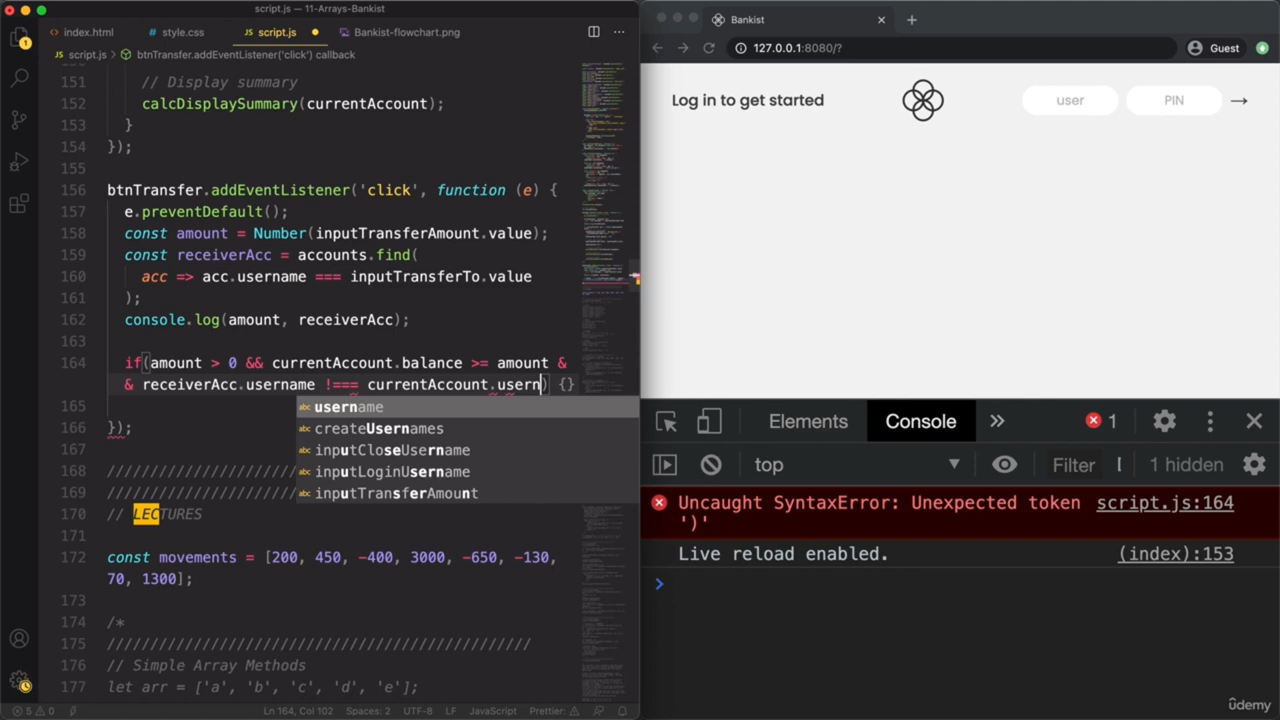 script.js — 11-Arrays-Bankist
index.html
style.css
JS script.js
Bankist-flowchart.png
JS script.js > btnTransfer.addEventListener('click') callback
151 // Display summary
152 calcDisplaySummary(currentAccount);
153 }
154 });
155
156 btnTransfer.addEventListener('click', function (e) {
157 e.preventDefault();
158 const amount = Number(inputTransferAmount.value);
159 const receiverAcc = accounts.find(
160 acc => acc.username === inputTransferTo.value
161 );
162 console.log(amount, receiverAcc);
163
164 if(amount > 0 && currentAccount.balance >= amount &
& receiverAcc.username !=== currentAccount.usern) {}
username
createUsernames
inputCloseUsername
inputLoginUsername
inputTransferAmount
165
166 });
167
168 ///////////////////////
169 ///////////////////////
170 // LECTURES
171
172 const movements = [200, 450, -400, 3000, -650, -130,
70, 1300];
173
174 /*
175 /////////////////////////////////////////////////
176 // Simple Array Methods
177 let arr = ['a', 'b', 'c', 'd', 'e'];
5 0
Ln 164, Col 102
Spaces: 2
UTF-8
LF
JavaScript
Prettier:
Bankist
127.0.0.1:8080/?
Guest
Log in to get started
user
PIN
Elements
Console
1
top
Filter
1 hidden
Uncaught SyntaxError: Unexpected token script.js:164
')'
Live reload enabled. (index):153
udemy